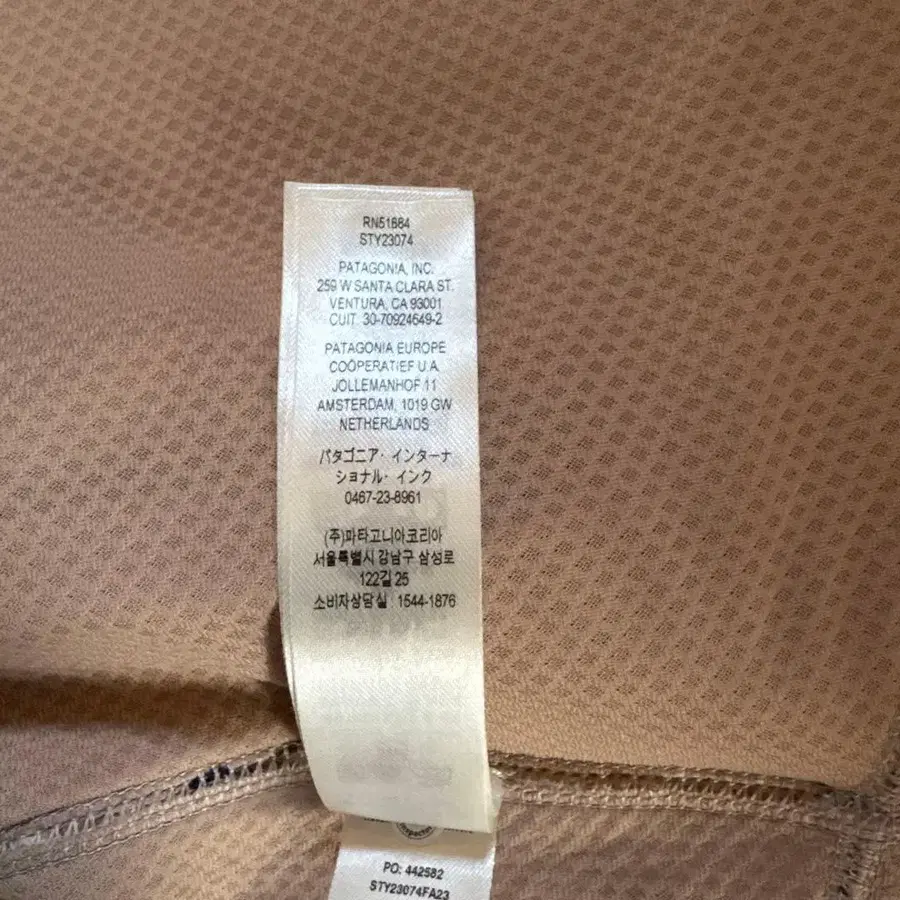 RN51884
STY23074
PATAGONIA, INC.
259 W SANTA CLARA ST.
VENTURA, CA 93001
CUIT. 30-70924649-2
PATAGONIA EUROPE
COÖPERATIEF U.A.
JOLLEMANHOF 11
AMSTERDAM, 1019 GW
NETHERLANDS
パタゴニア・インターナ
ショナル・インク
0467-23-8961
(주)파타고니아코리아
서울특별시 강남구 삼성로
122길 25
소비자상담실 : 1544-1876
PO: 442582
STY23074FA23